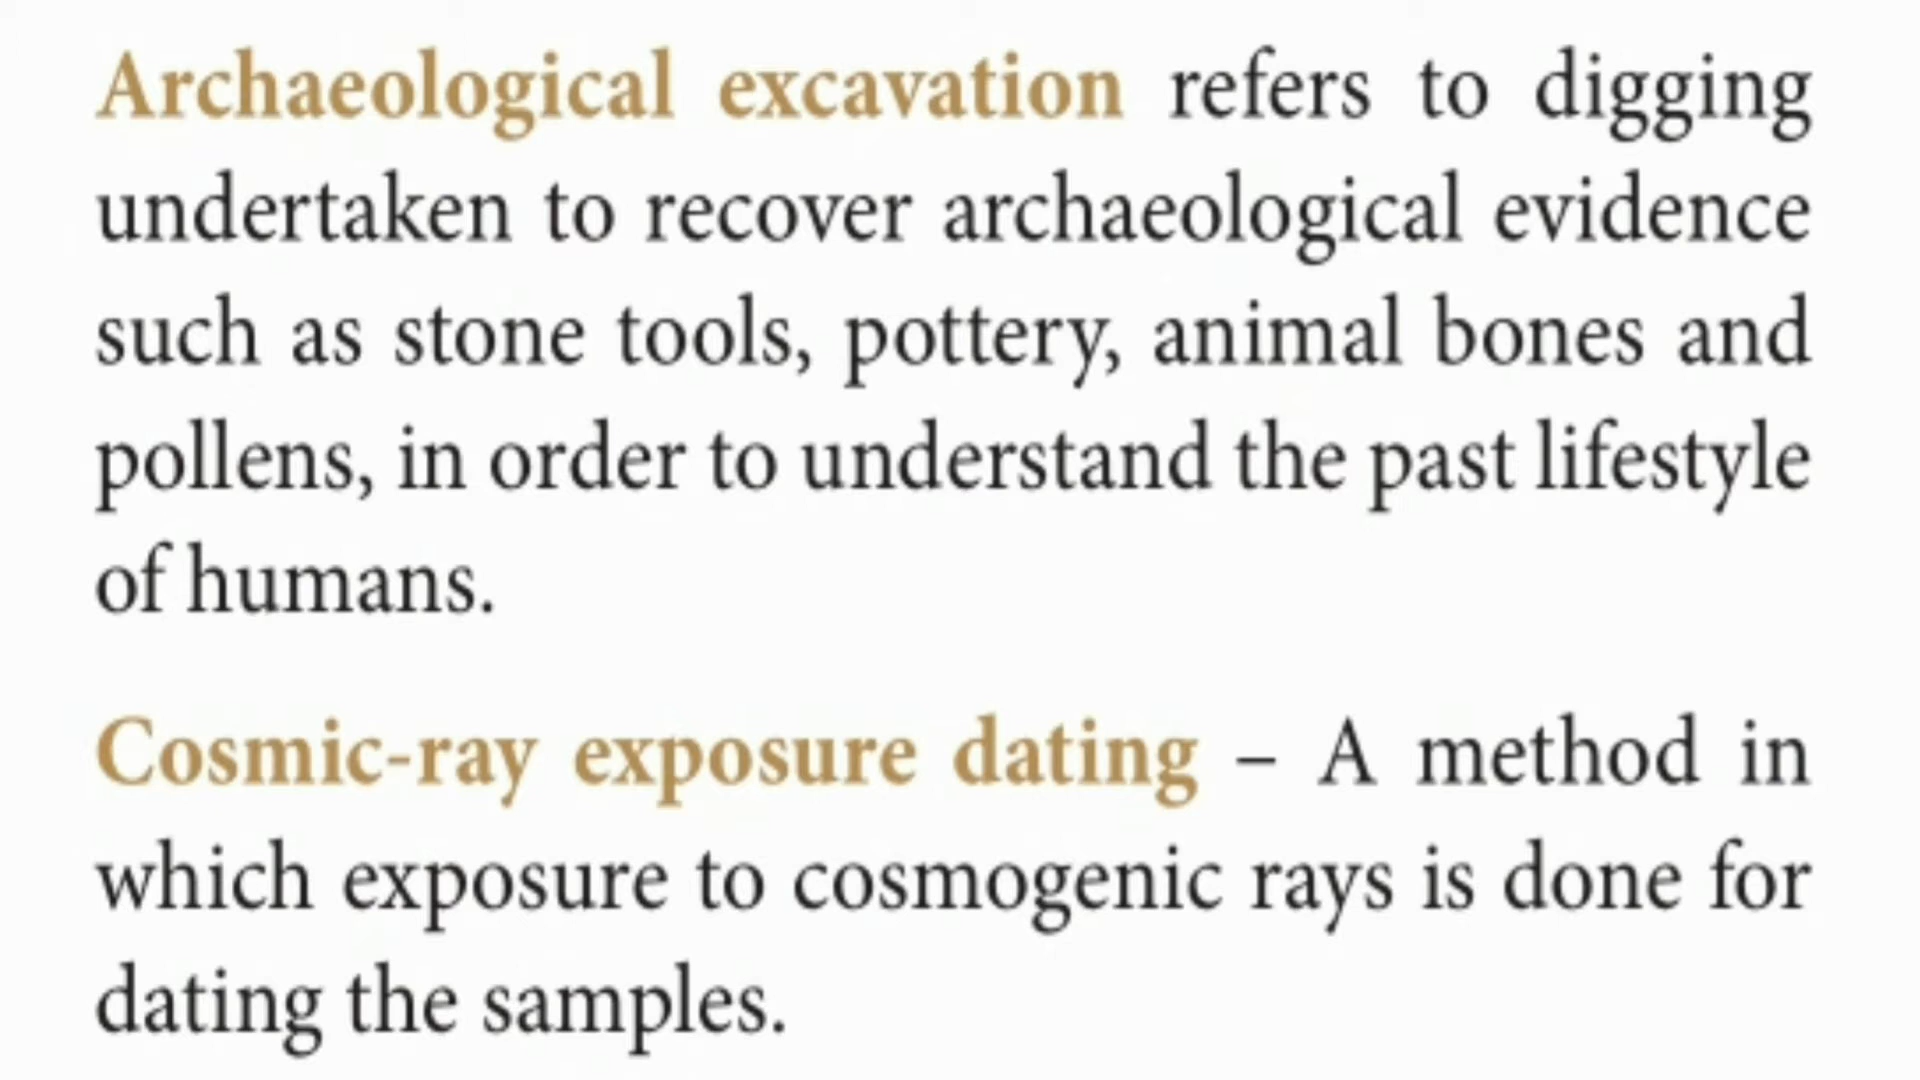 Archaeological excavation refers to digging
undertaken to recover archaeological evidence
such as stone tools, pottery, animal bones and
pollens, in order to understand the past lifestyle
of humans.
Cosmic-ray exposure dating – A method in
which exposure to cosmogenic rays is done for
dating the samples.